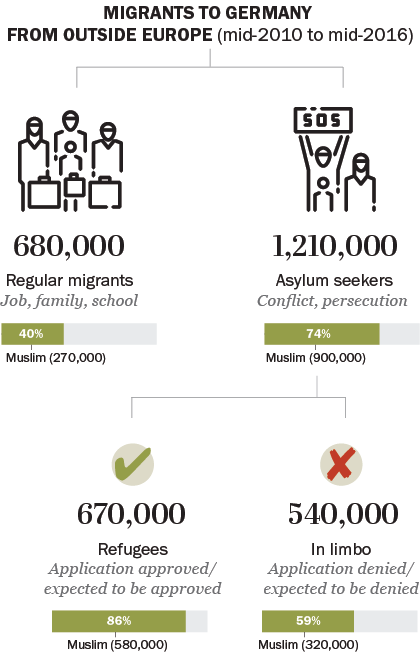 MIGRANTS TO GERMANY
FROM OUTSIDE EUROPE (mid-2010 to mid-2016)
SOS
680,000
Regular migrants
Job, family, school
40%
Muslim (270,000)
1,210,000
Asylum seekers
Conflict, persecution
74%
Muslim (900,000)
670,000
Refugees
Application approved/
expected to be approved
86%
Muslim (580,000)
540,000
In limbo
Application denied/
expected to be denied
59%
Muslim (320,000)